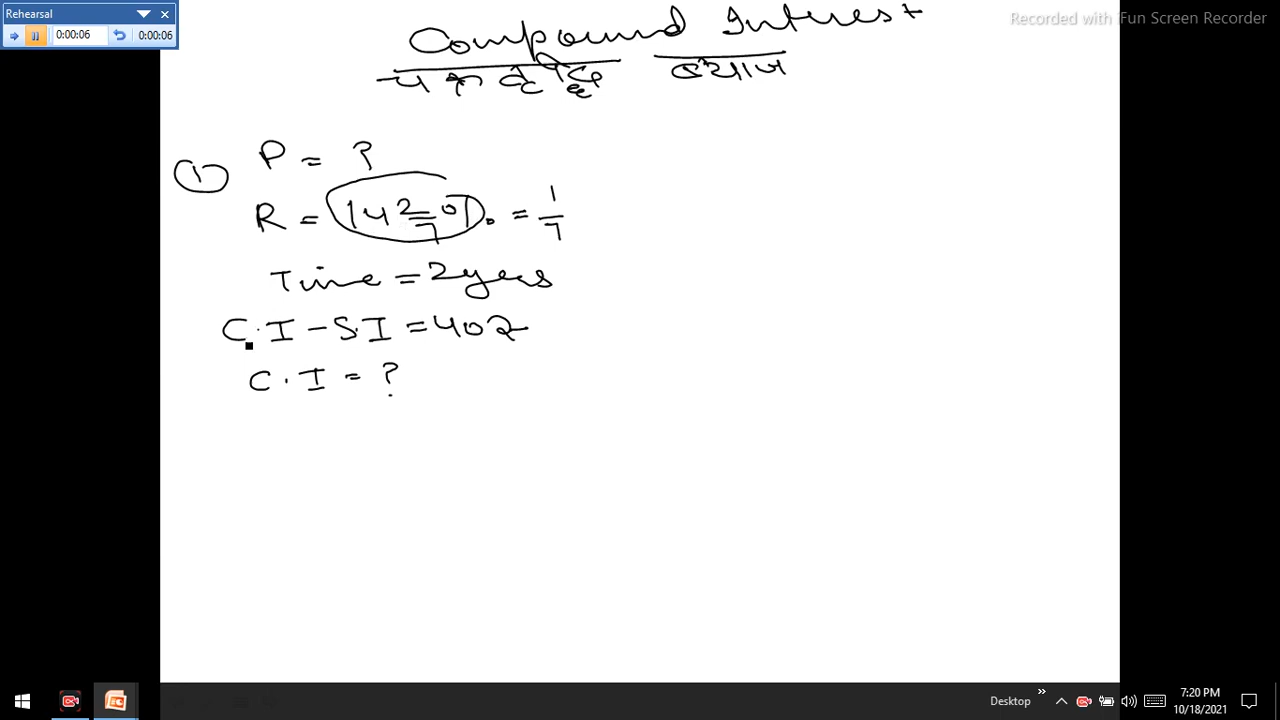 Rehearsal
0:00:06 0:00:06
Recorded with iFun Screen Recorder
Compound Interest
चक्रवृद्धि ब्याज
① P = ?
R = 14 2/7 % = 1/7
Time = 2 years
C.I - S.I = 402
C.I = ?
Desktop
7:20 PM
10/18/2021